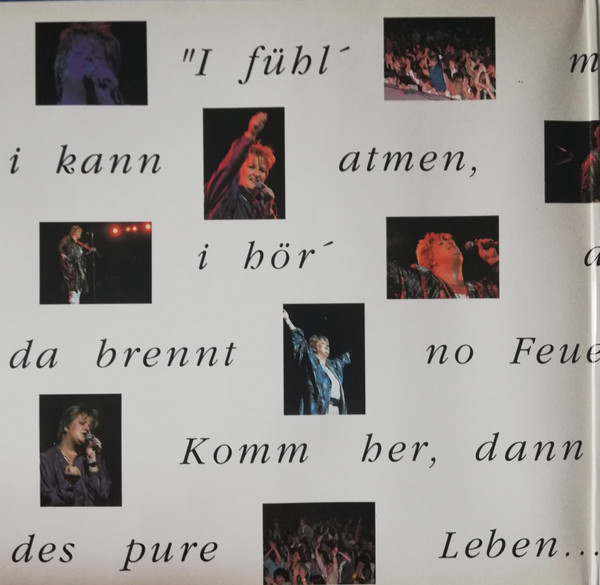 "I fühl´ m
i kann atmen,
i hör´ a
da brennt no Feue
Komm her, dann
des pure Leben...